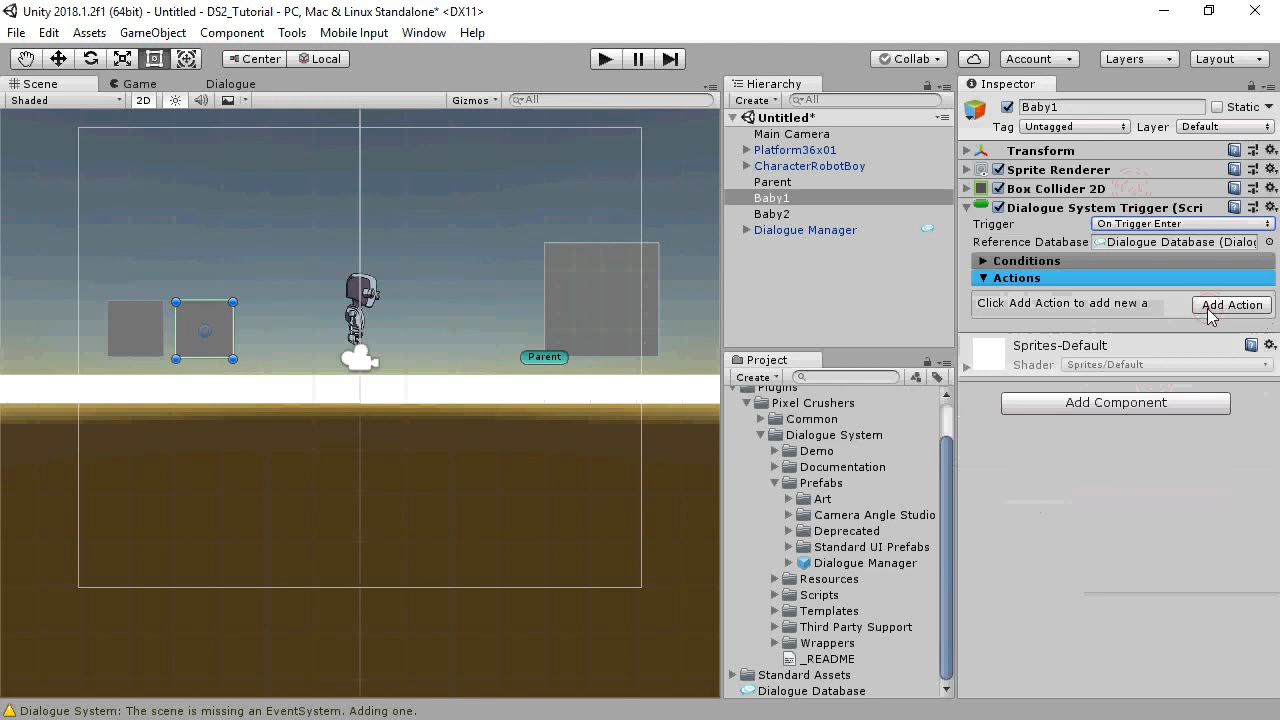 Unity 2018.1.2f1 (64bit) - Untitled - DS2_Tutorial - PC, Mac & Linux Standalone* <DX11>
File Edit Assets GameObject Component Tools Mobile Input Window Help
Center Local Collab Account Layers Layout
Scene Game Dialogue
Shaded 2D Gizmos All
Parent
Hierarchy
Create All
Untitled*
Main Camera
Platform36x01
CharacterRobotBoy
Parent
Baby1
Baby2
Dialogue Manager
Project
Create
Plugins
Pixel Crushers
Common
Dialogue System
Demo
Documentation
Prefabs
Art
Camera Angle Studio
Deprecated
Standard UI Prefabs
Dialogue Manager
Resources
Scripts
Templates
Third Party Support
Wrappers
_README
Standard Assets
Dialogue Database
Inspector
Baby1 Static
Tag Untagged Layer Default
Transform
Sprite Renderer
Box Collider 2D
Dialogue System Trigger (Scri
Trigger On Trigger Enter
Reference Database Dialogue Database (Dialog
Conditions
Actions
Click Add Action to add new a Add Action
Sprites-Default
Shader Sprites/Default
Add Component
Dialogue System: The scene is missing an EventSystem. Adding one.